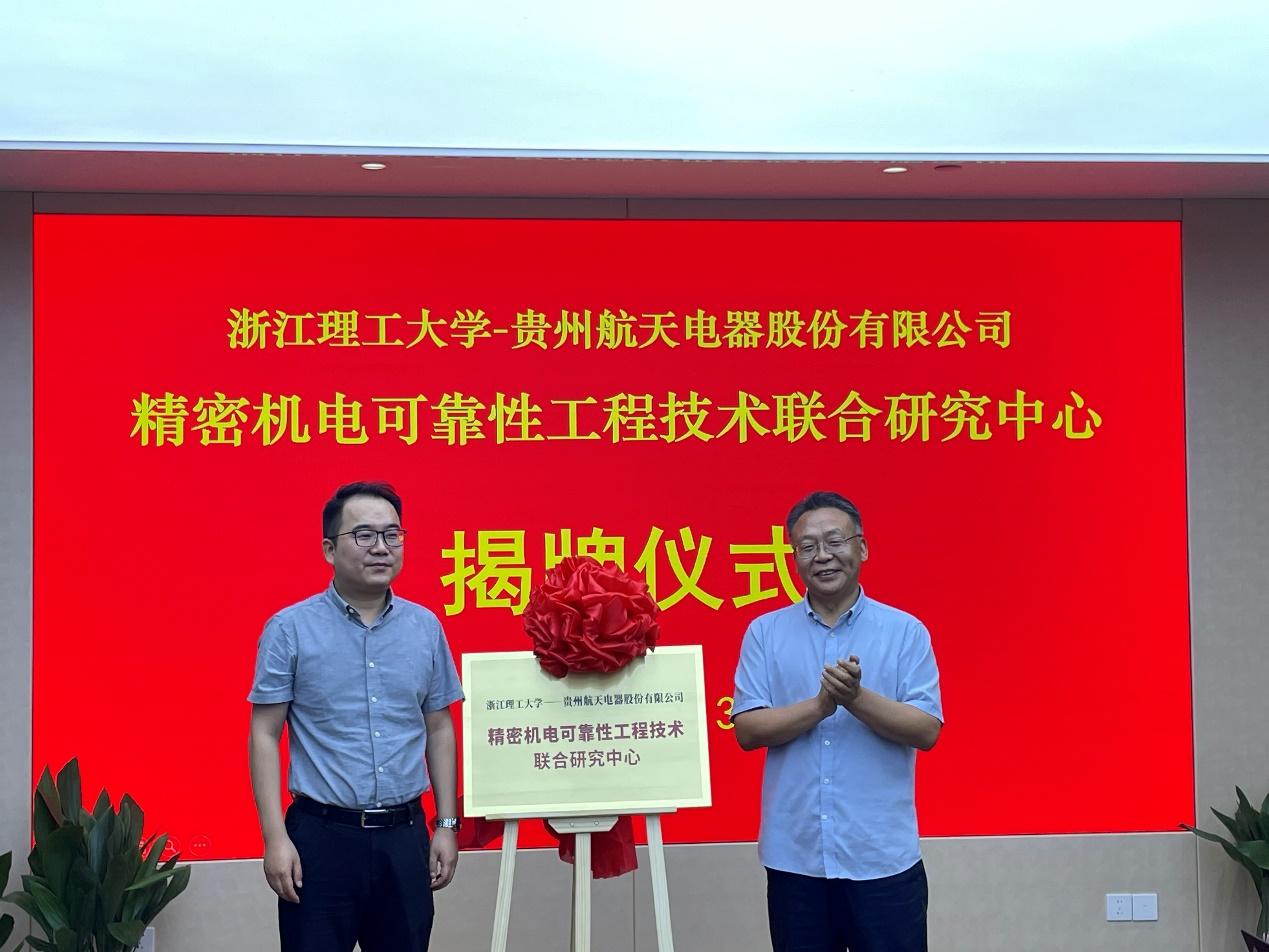 浙江理工大学-贵州航天电器股份有限公司
精密机电可靠性工程技术联合研究中心
揭牌仪式
3
浙江理工大学——贵州航天电器股份有限公司
精密机电可靠性工程技术
联合研究中心